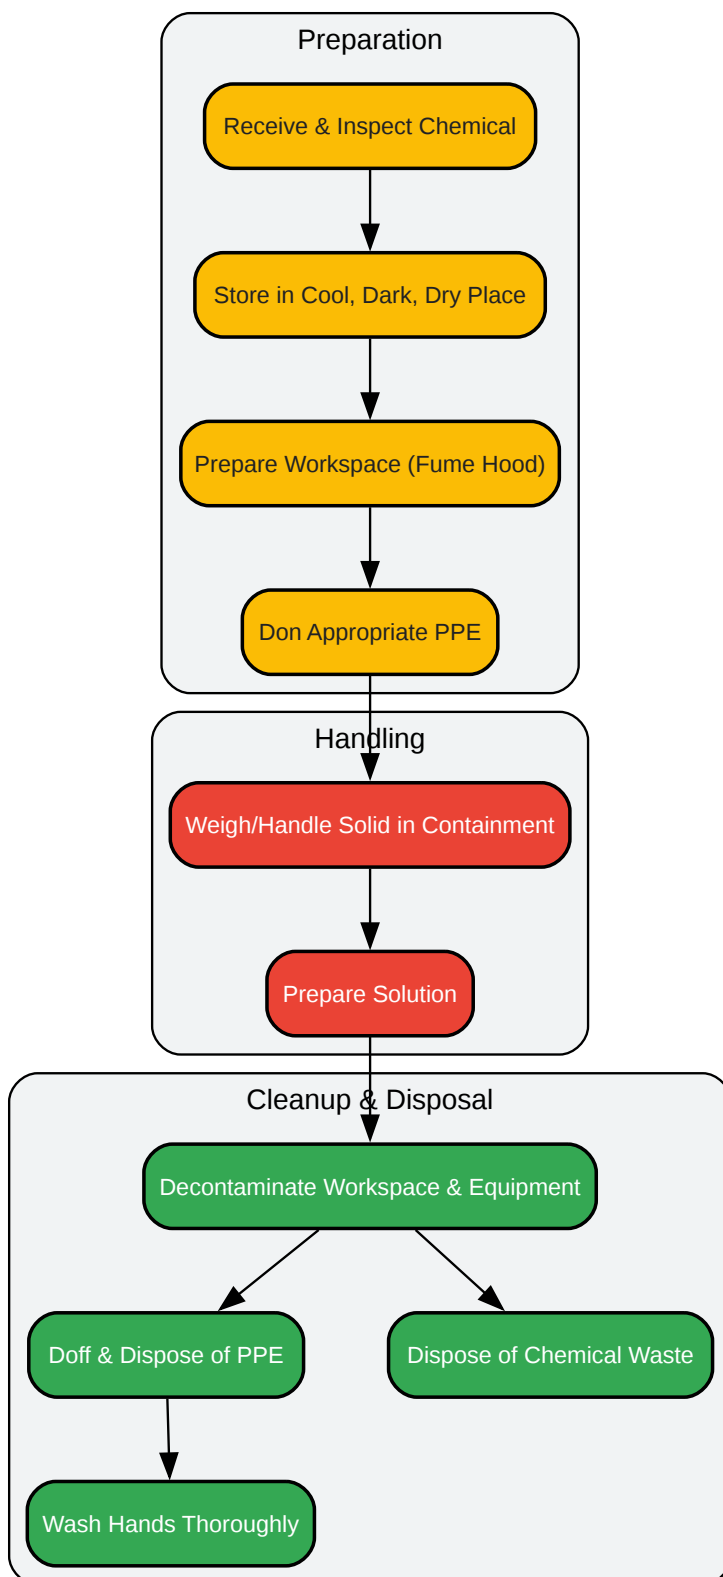 Preparation
Receive & Inspect Chemical
Store in Cool, Dark, Dry Place
Prepare Workspace (Fume Hood)
Don Appropriate PPE
Handling
Weigh/Handle Solid in Containment
Prepare Solution
Cleanup & Disposal
Decontaminate Workspace & Equipment
Doff & Dispose of PPE
Dispose of Chemical Waste
Wash Hands Thoroughly